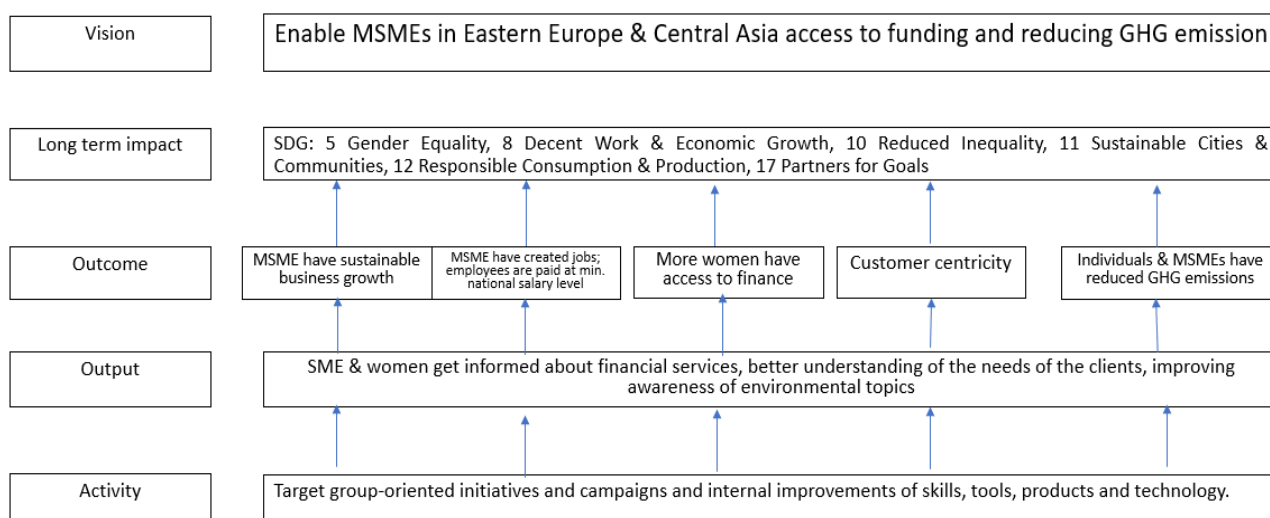 Vision
Enable MSMEs in Eastern Europe & Central Asia access to funding and reducing GHG emission
Long term impact
SDG: 5 Gender Equality, 8 Decent Work & Economic Growth, 10 Reduced Inequality, 11 Sustainable Cities &
Communities, 12 Responsible Consumption & Production, 17 Partners for Goals
Outcome
MSME have sustainable
business growth
MSME have created jobs;
employees are paid at min.
national salary level
More women have
access to finance
Customer centricity
Individuals & MSMEs have
reduced GHG emissions
Output
SME & women get informed about financial services, better understanding of the needs of the clients, improving
awareness of environmental topics
Activity
Target group-oriented initiatives and campaigns and internal improvements of skills, tools, products and technology.